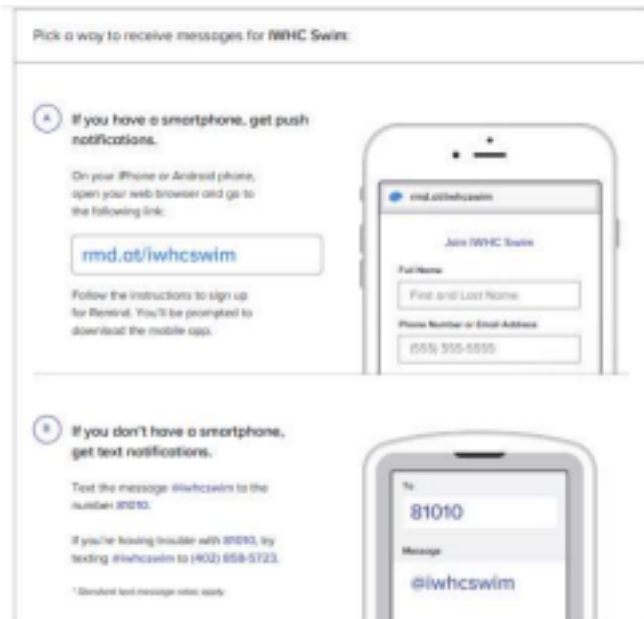 Pick a way to receive messages for IWHC Swim:
A
If you have a smartphone, get push
notifications.
On your iPhone or Android phone,
open your web browser and go to
the following link:
rmd.at/iwhcswim
Follow the instructions to sign up
for Remind. You'll be prompted to
download the mobile app.
rmd.at/iwhcswim
Join IWHC Swim
Full Name
First and Last Name
Phone Number or Email Address
(555) 555-5555
B
If you don't have a smartphone,
get text notifications.
Text the message @iwhcswim to the
number 81010.
If you're having trouble with 81010, try
texting @iwhcswim to (402) 858-5723.
* Standard text message rates apply.
To
81010
Message
@iwhcswim